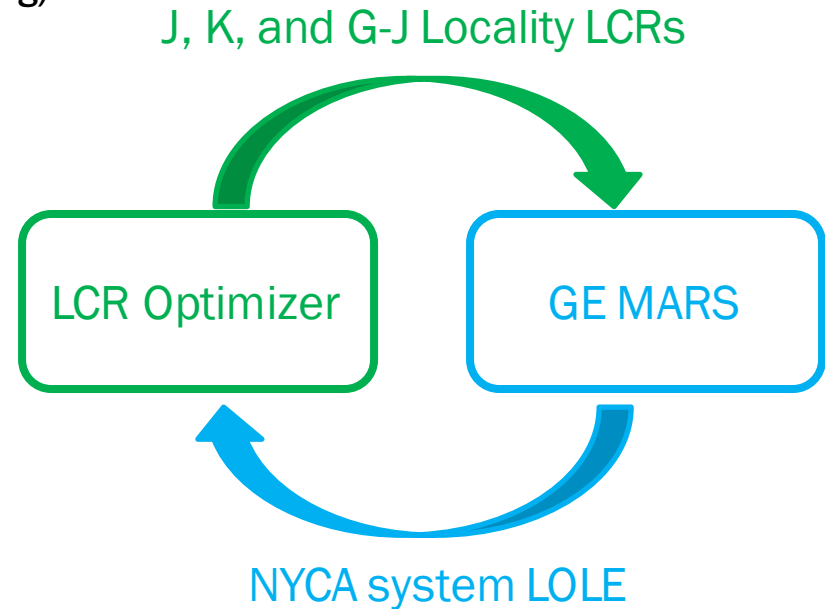 g)
J, K, and G-J Locality LCRs
LCR Optimizer
GE MARS
NYCA system LOLE